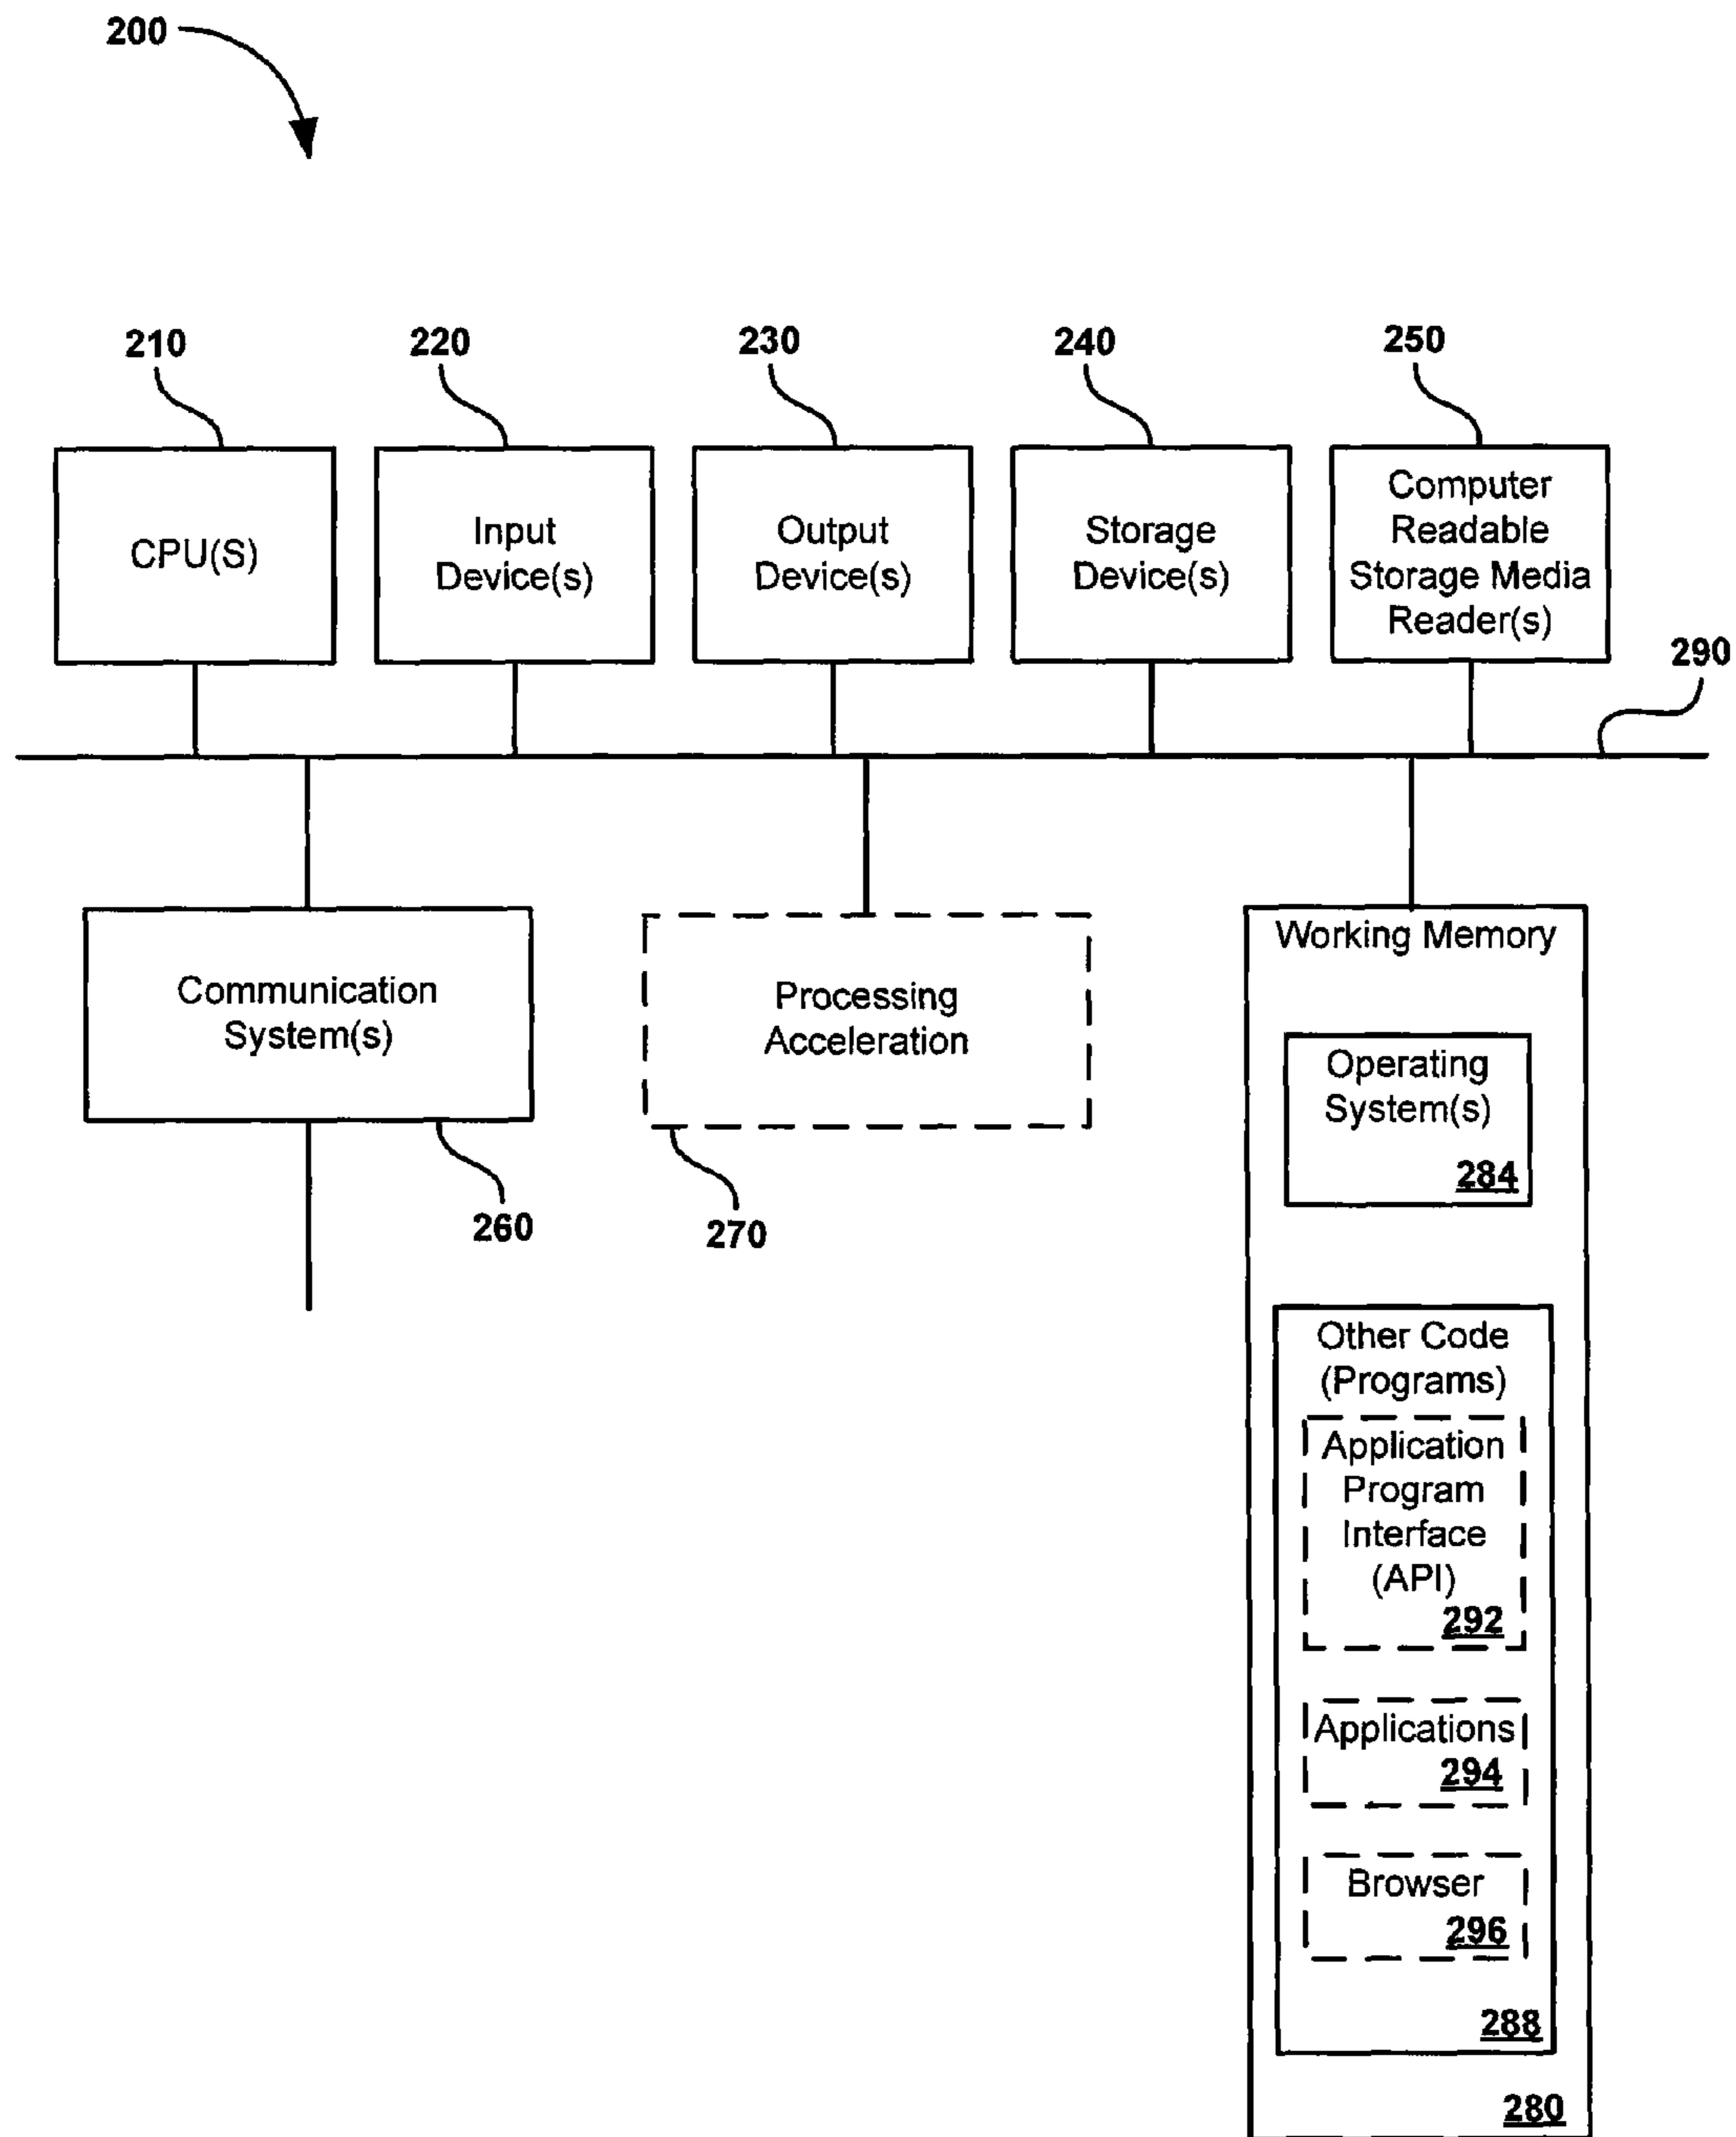 200
210
220
230
240
250
CPU(S)
Input
Device(s)
Output
Device(s)
Storage
Device(s)
Computer
Readable
Storage Media
Reader(s)
290
Communication
System(s)
260
Processing
Acceleration
270
Working Memory
Operating
System(s)
284
Other Code
(Programs)
Application
Program
Interface
(API)
292
Applications
294
Browser
296
288
280